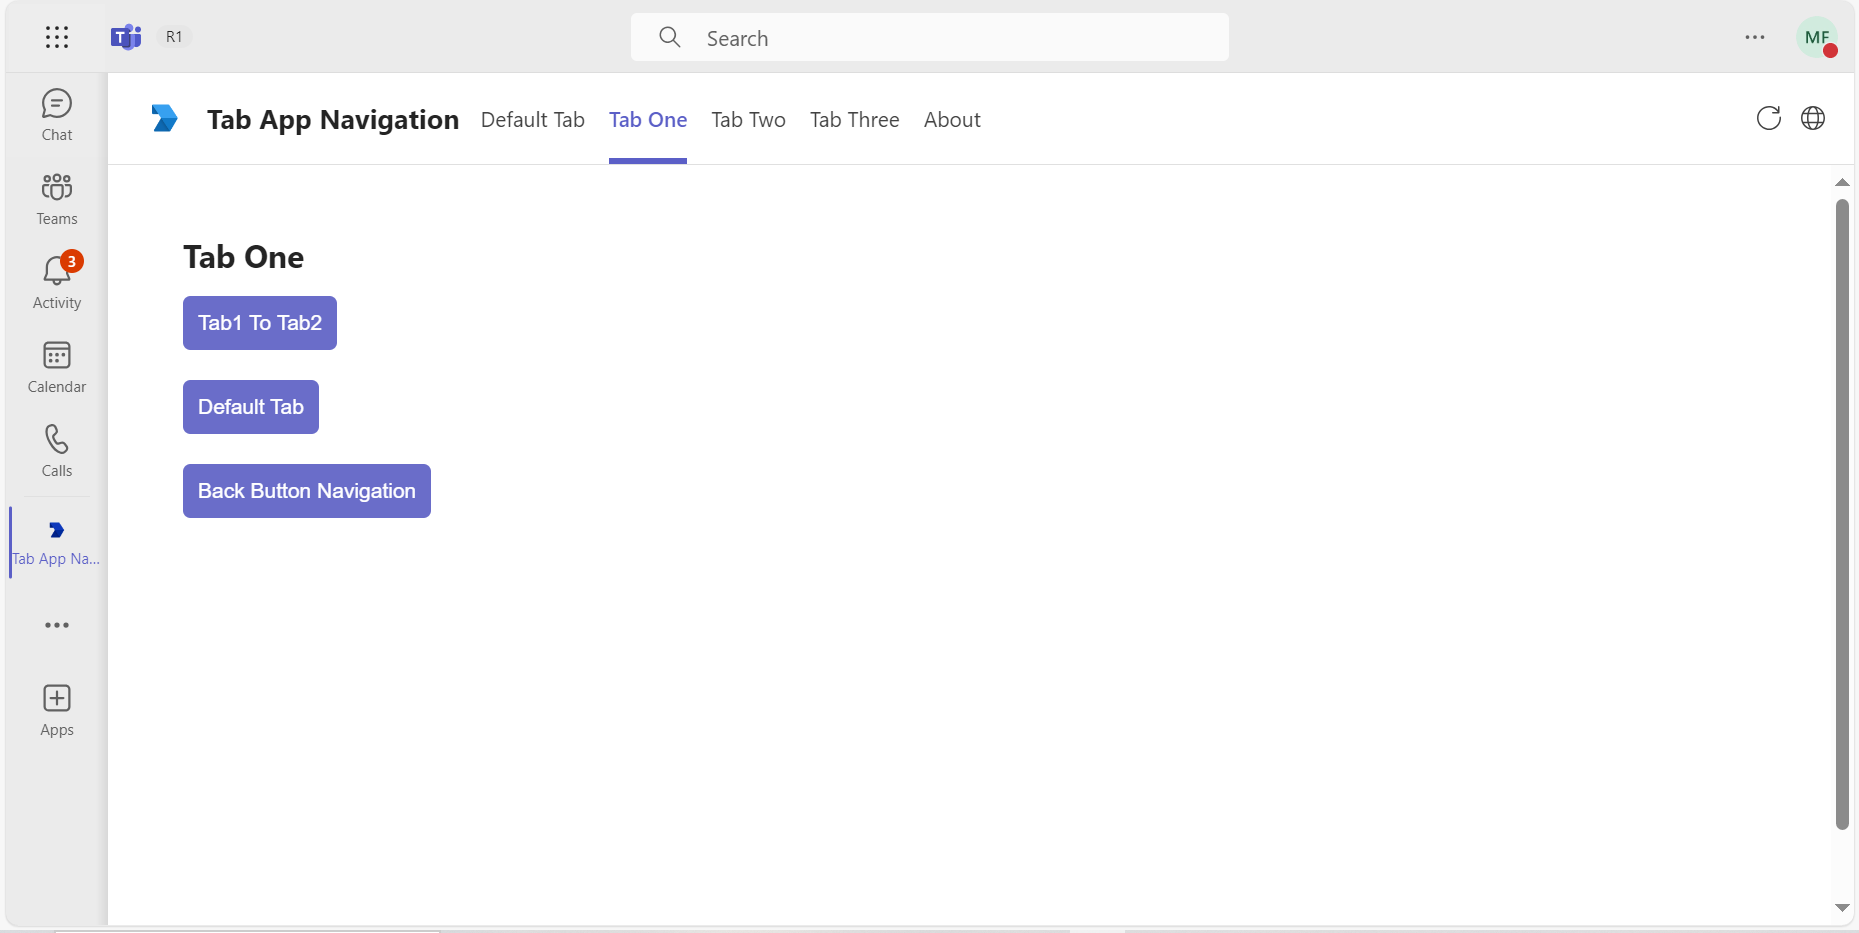 R1
Search
MF
Chat
Teams
3
Activity
Calendar
Calls
Tab App Na...
Apps
Tab App Navigation Default Tab Tab One Tab Two Tab Three About
Tab One
Tab1 To Tab2
Default Tab
Back Button Navigation